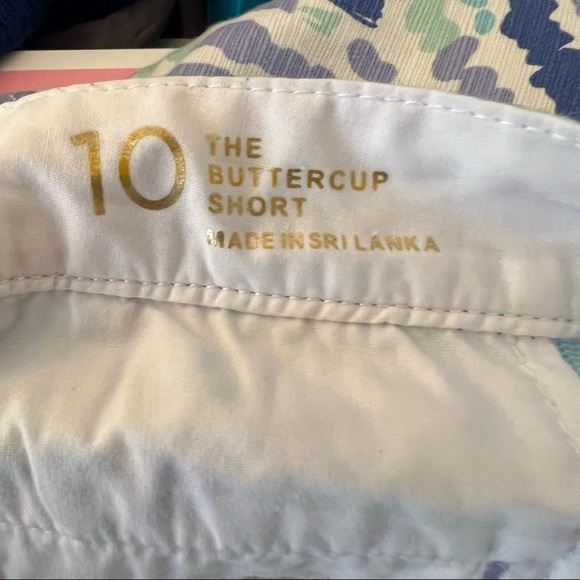 10
THE
BUTTERCUP
SHORT
MADE IN SRI LANKA